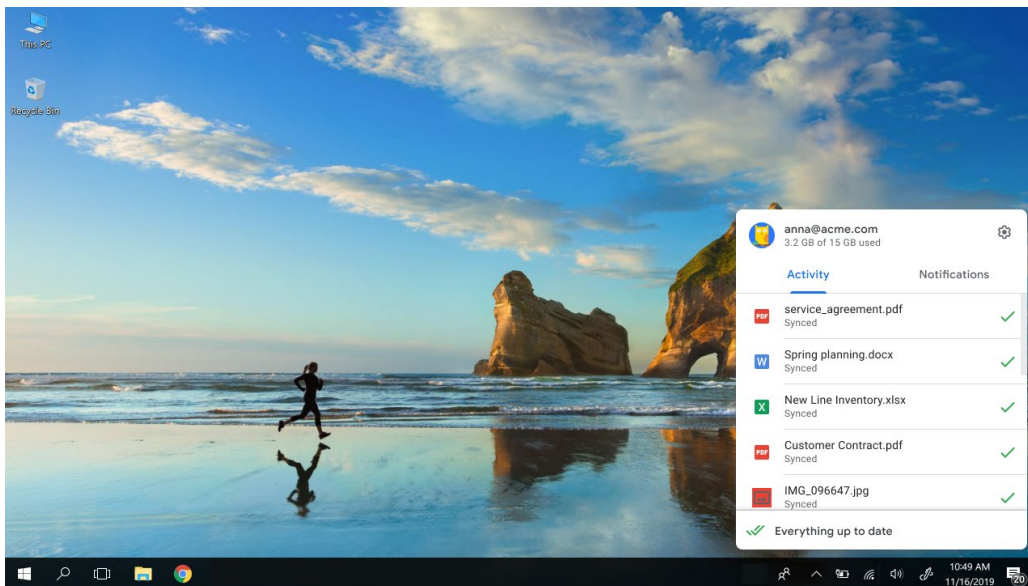 This PC
Recycle Bin
anna@acme.com
3.2 GB of 15 GB used
Activity
Notifications
PDF
service_agreement.pdf
Synced
W
Spring planning.docx
Synced
X
New Line Inventory.xlsx
Synced
PDF
Customer Contract.pdf
Synced
IMG_096647.jpg
Synced
Everything up to date
10:49 AM
11/16/2019
20